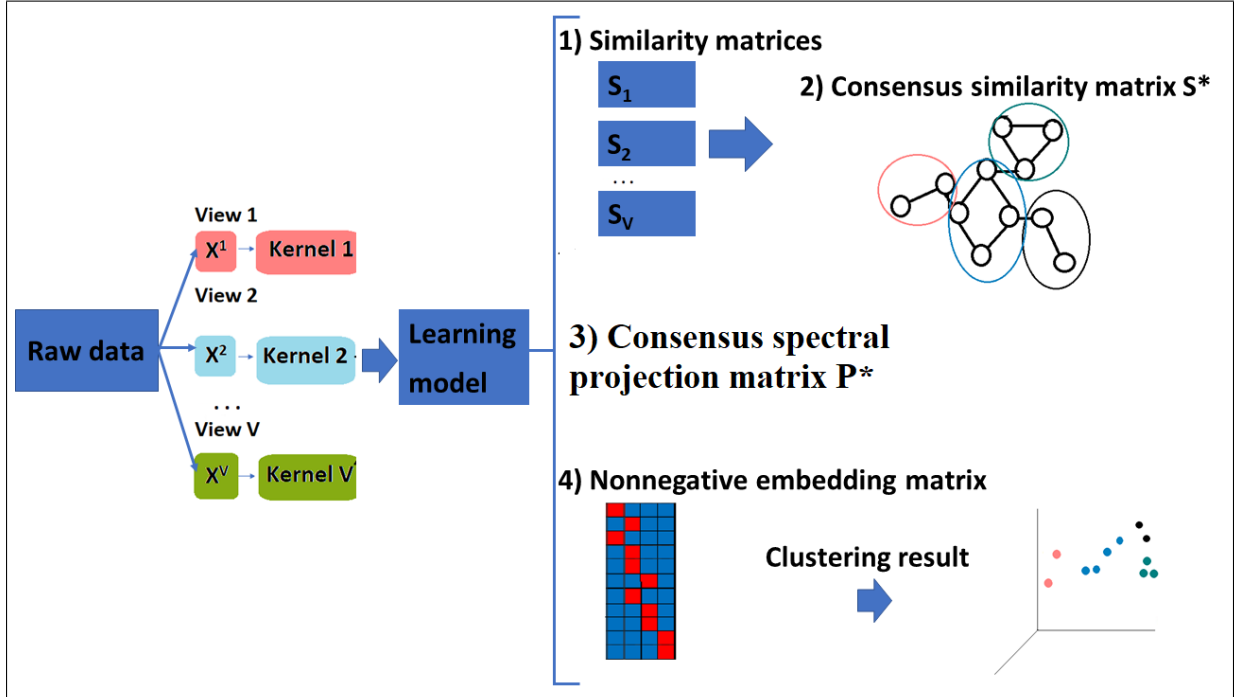 1) Similarity matrices
S1
S2
...
SV
2) Consensus similarity matrix S*
View 1
X1
Kernel 1
View 2
Raw data
X2
Kernel 2
Learning
model
3) Consensus spectral
projection matrix P*
...
View V
XV
Kernel V
4) Nonnegative embedding matrix
Clustering result